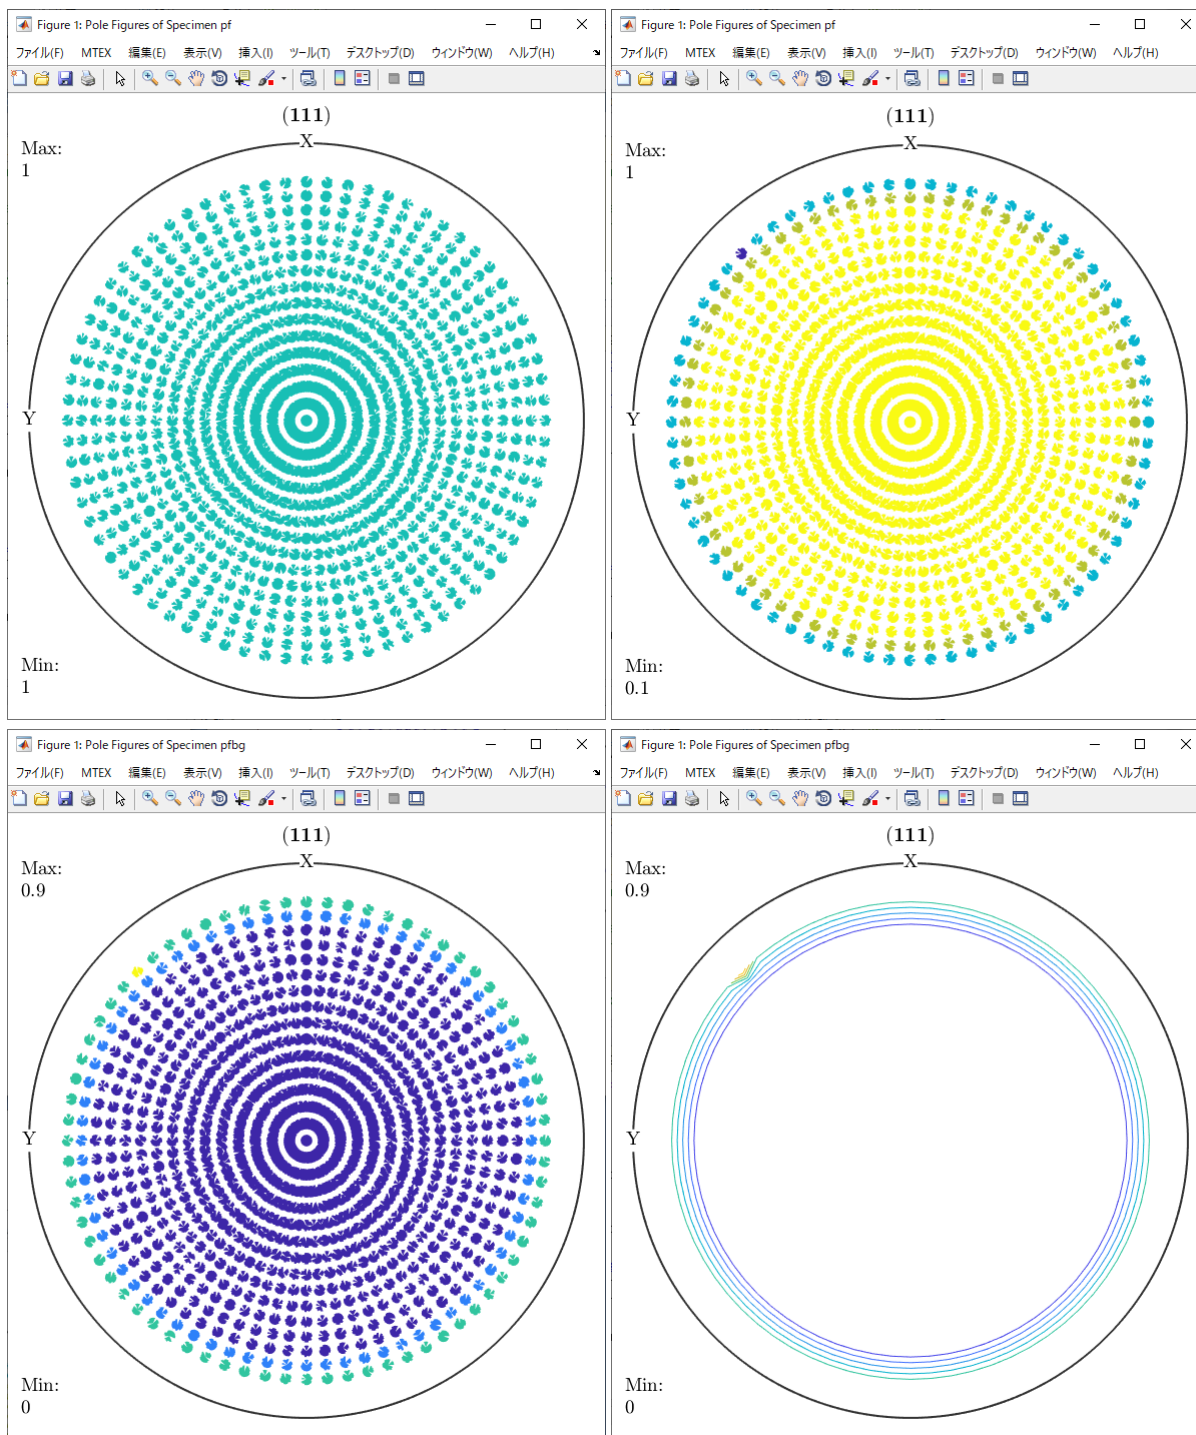 Figure 1: Pole Figures of Specimen pf
ファイル(F) MTEX 編集(E) 表示(V) 挿入(I) ツール(T) デスクトップ(D) ウィンドウ(W) ヘルプ(H)
(111)
Max:
1
X
Y
Min:
1
Figure 1: Pole Figures of Specimen pf
ファイル(F) MTEX 編集(E) 表示(V) 挿入(I) ツール(T) デスクトップ(D) ウィンドウ(W) ヘルプ(H)
(111)
Max:
1
X
Y
Min:
0.1
Figure 1: Pole Figures of Specimen pfbg
ファイル(F) MTEX 編集(E) 表示(V) 挿入(I) ツール(T) デスクトップ(D) ウィンドウ(W) ヘルプ(H)
(111)
Max:
0.9
X
Y
Min:
0
Figure 1: Pole Figures of Specimen pfbg
ファイル(F) MTEX 編集(E) 表示(V) 挿入(I) ツール(T) デスクトップ(D) ウィンドウ(W) ヘルプ(H)
(111)
Max:
0.9
X
Y
Min:
0